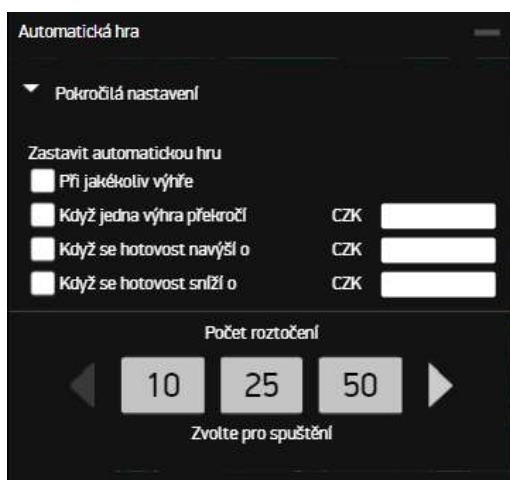 Automatická hra
Pokročilá nastavení
Zastavit automatickou hru
Při jakékoliv výhře
Když jedna výhra překročí CZK
Když se hotovost navýší o CZK
Když se hotovost sníží o CZK
Počet roztočení
10 25 50
Zvolte pro spuštění